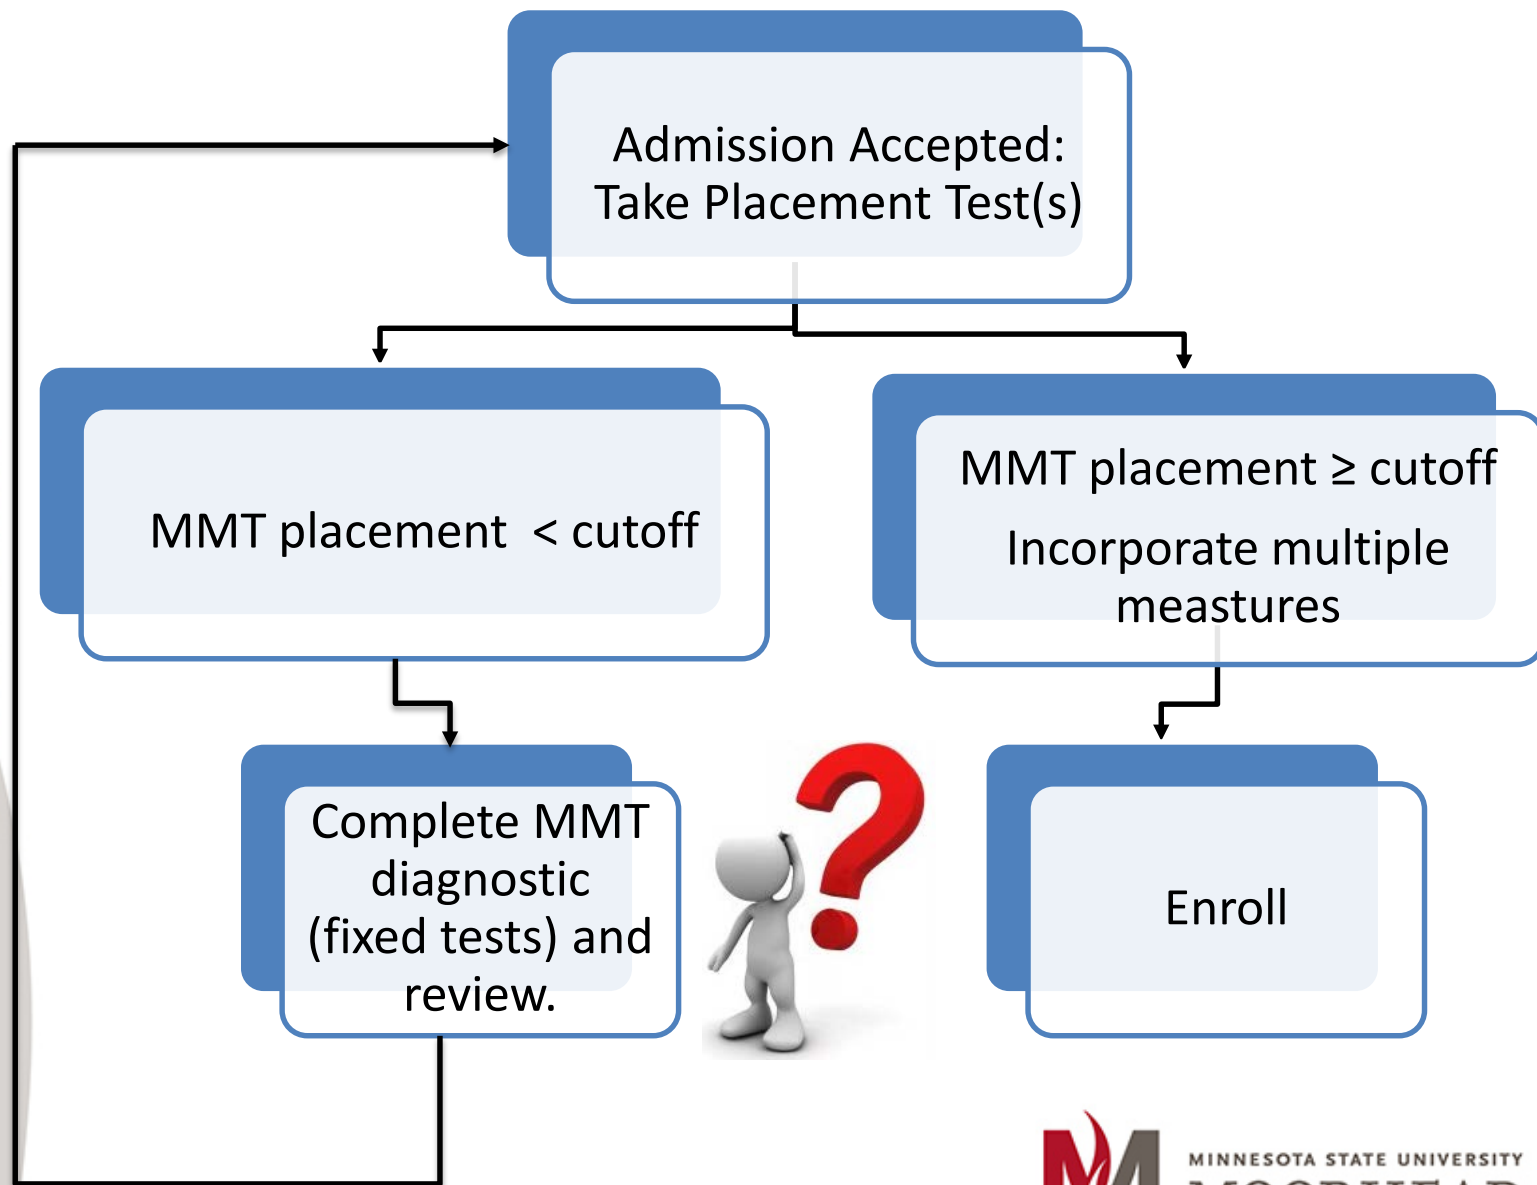 Admission Accepted:
Take Placement Test(s)
MMT placement < cutoff
MMT placement ≥ cutoff
Incorporate multiple
meastures
Complete MMT
diagnostic
(fixed tests) and
review.
Enroll
MINNESOTA STATE UNIVERSITY
MOORHEAD